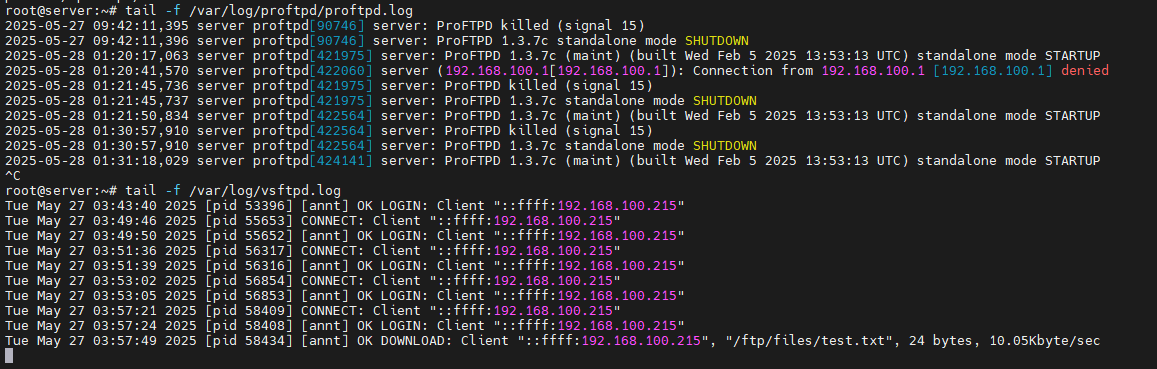 root@server:~# tail -f /var/log/proftpd/proftpd.log
2025-05-27 09:42:11,395 server proftpd[90746] server: ProFTPD killed (signal 15)
2025-05-27 09:42:11,396 server proftpd[90746] server: ProFTPD 1.3.7c standalone mode SHUTDOWN
2025-05-28 01:20:17,063 server proftpd[421975] server: ProFTPD 1.3.7c (maint) (built Wed Feb 5 2025 13:53:13 UTC) standalone mode STARTUP
2025-05-28 01:20:41,570 server proftpd[422060] server (192.168.100.1[192.168.100.1]): Connection from 192.168.100.1 [192.168.100.1] denied
2025-05-28 01:21:45,736 server proftpd[421975] server: ProFTPD killed (signal 15)
2025-05-28 01:21:45,737 server proftpd[421975] server: ProFTPD 1.3.7c standalone mode SHUTDOWN
2025-05-28 01:21:50,834 server proftpd[422564] server: ProFTPD 1.3.7c (maint) (built Wed Feb 5 2025 13:53:13 UTC) standalone mode STARTUP
2025-05-28 01:30:57,910 server proftpd[422564] server: ProFTPD killed (signal 15)
2025-05-28 01:30:57,910 server proftpd[422564] server: ProFTPD 1.3.7c standalone mode SHUTDOWN
2025-05-28 01:31:18,029 server proftpd[424141] server: ProFTPD 1.3.7c (maint) (built Wed Feb 5 2025 13:53:13 UTC) standalone mode STARTUP
^C
root@server:~# tail -f /var/log/vsftpd.log
Tue May 27 03:43:40 2025 [pid 53396] [annt] OK LOGIN: Client "::ffff:192.168.100.215"
Tue May 27 03:49:46 2025 [pid 55653] CONNECT: Client "::ffff:192.168.100.215"
Tue May 27 03:49:50 2025 [pid 55652] [annt] OK LOGIN: Client "::ffff:192.168.100.215"
Tue May 27 03:51:36 2025 [pid 56317] CONNECT: Client "::ffff:192.168.100.215"
Tue May 27 03:51:39 2025 [pid 56316] [annt] OK LOGIN: Client "::ffff:192.168.100.215"
Tue May 27 03:53:02 2025 [pid 56854] CONNECT: Client "::ffff:192.168.100.215"
Tue May 27 03:53:05 2025 [pid 56853] [annt] OK LOGIN: Client "::ffff:192.168.100.215"
Tue May 27 03:57:21 2025 [pid 58409] CONNECT: Client "::ffff:192.168.100.215"
Tue May 27 03:57:24 2025 [pid 58408] [annt] OK LOGIN: Client "::ffff:192.168.100.215"
Tue May 27 03:57:49 2025 [pid 58434] [annt] OK DOWNLOAD: Client "::ffff:192.168.100.215", "/ftp/files/test.txt", 24 bytes, 10.05Kbyte/sec